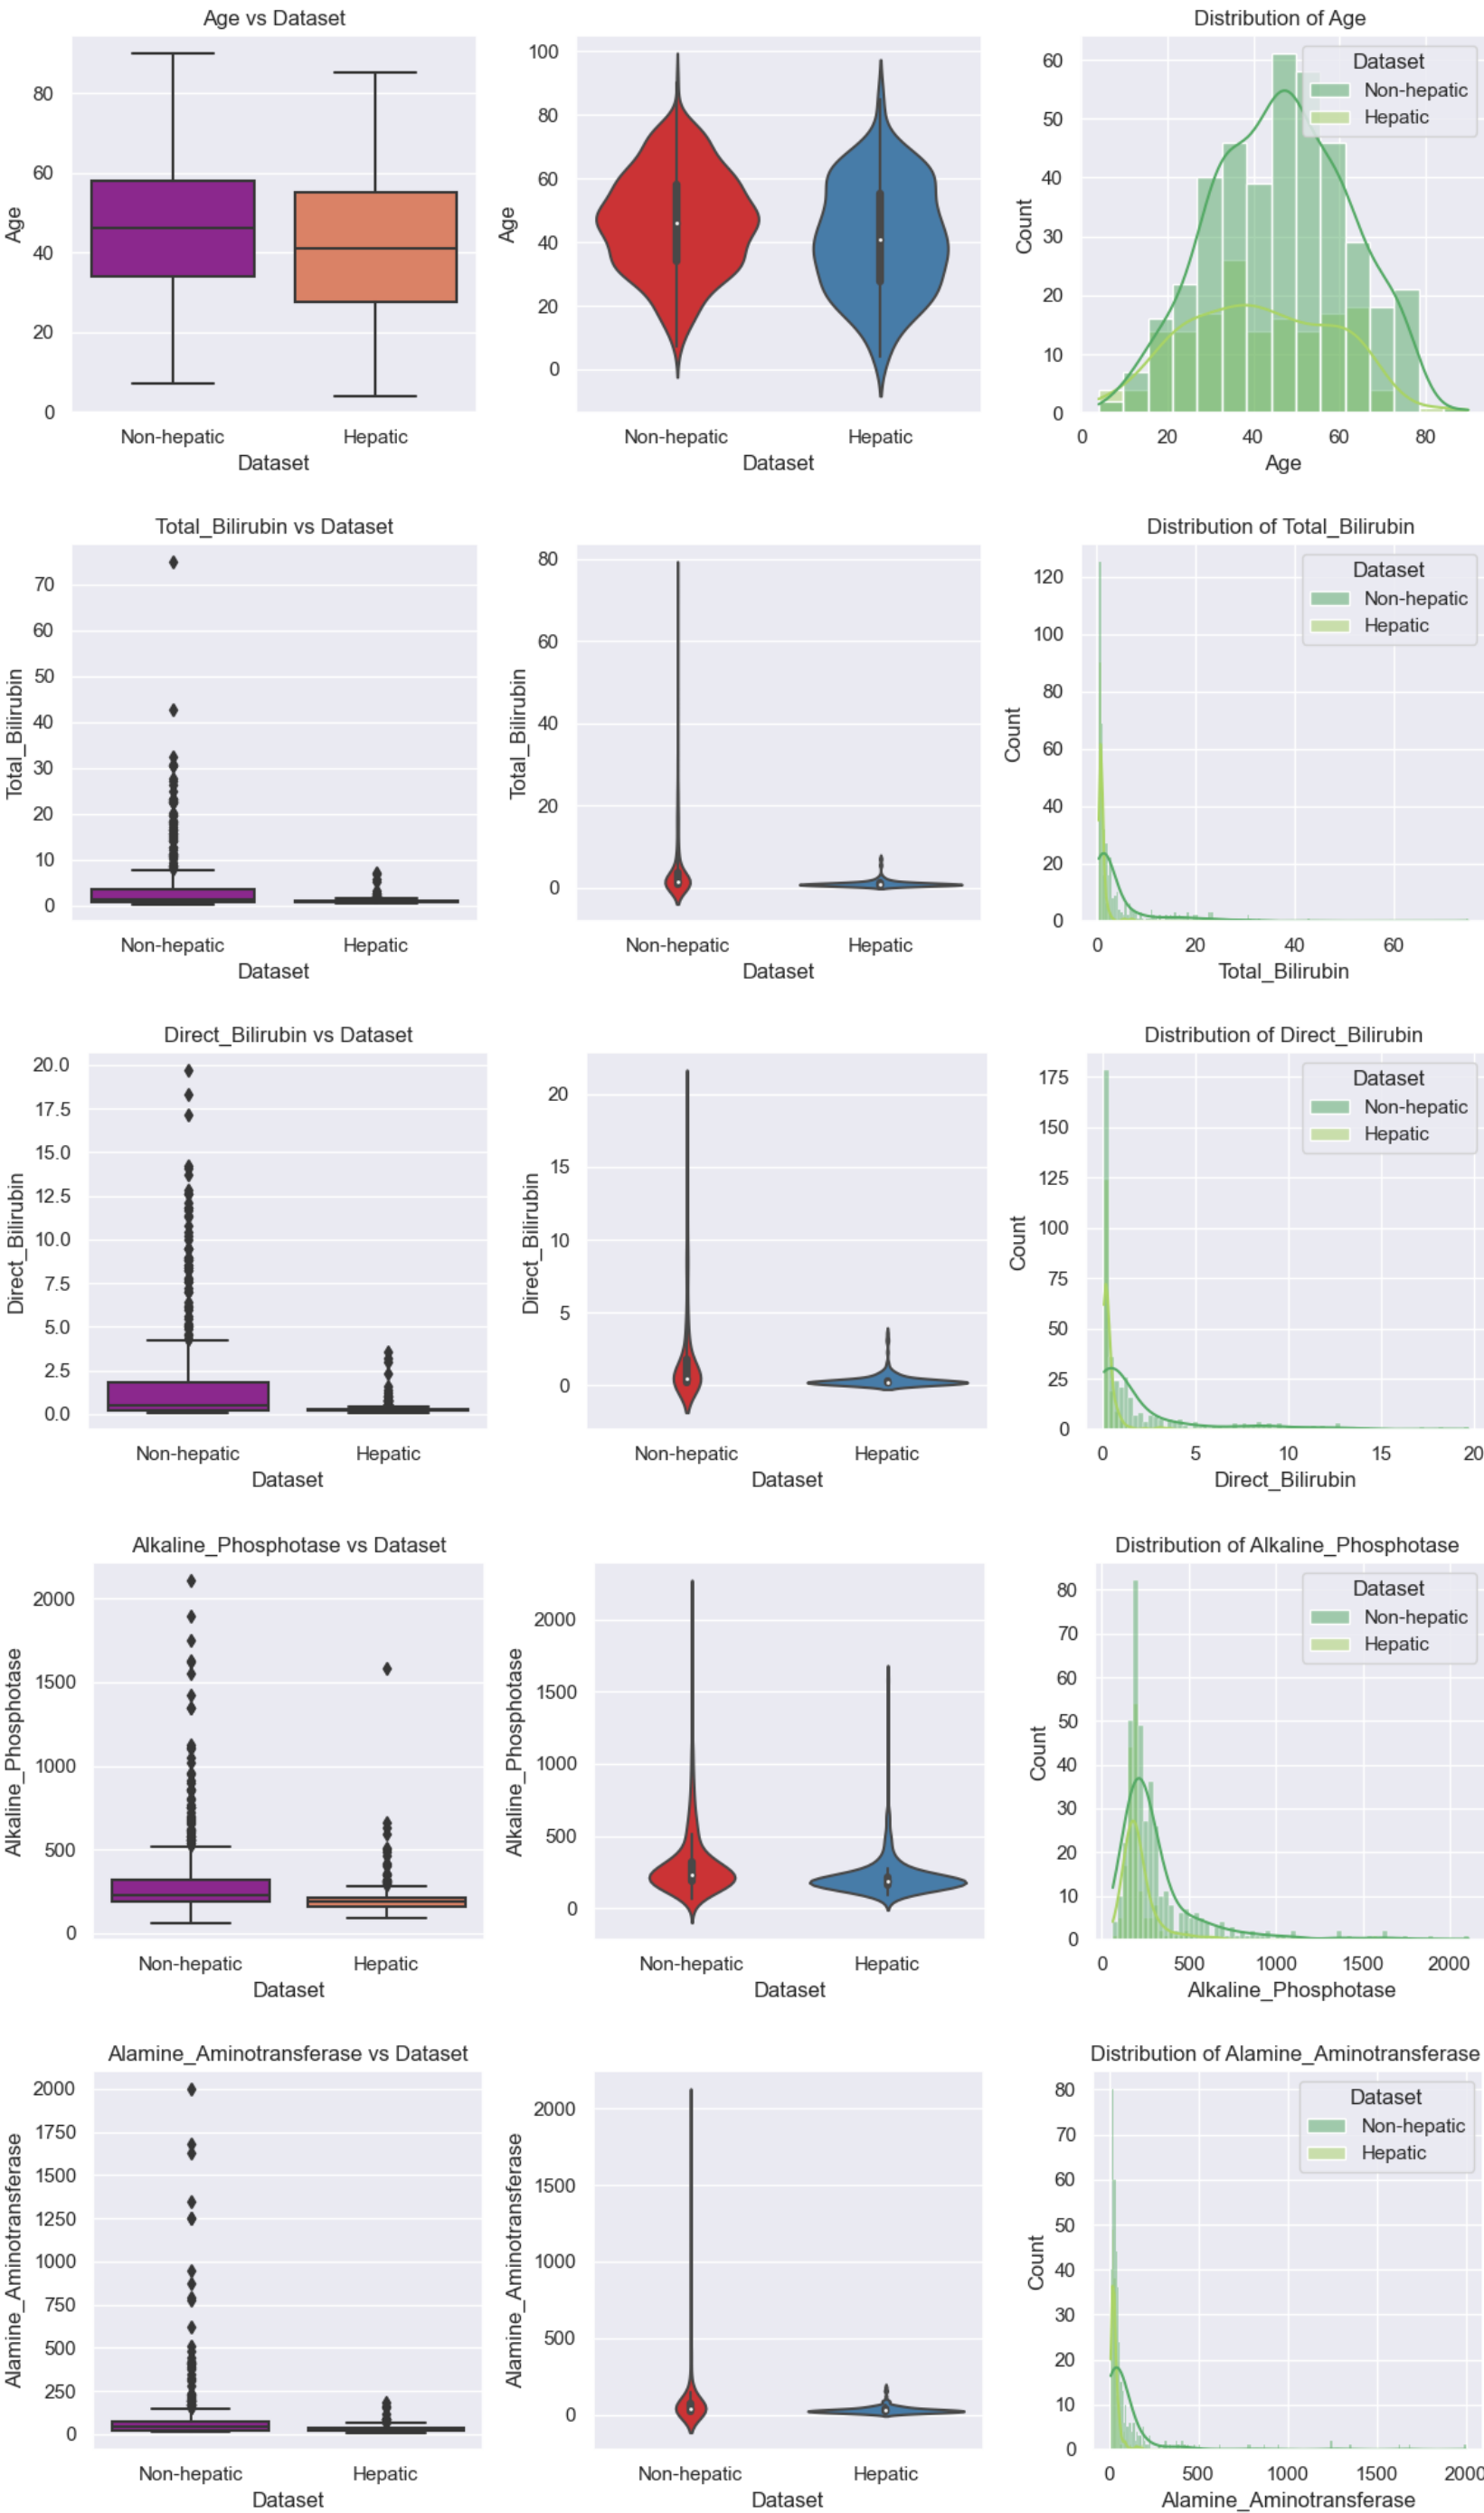 Age vs Dataset
Age
80
60
40
20
0
Non-hepatic Hepatic
Dataset
Age
100
80
60
40
20
0
Non-hepatic Hepatic
Dataset
Distribution of Age
Count
60
50
40
30
20
10
0
Dataset
Non-hepatic
Hepatic
0 20 40 60 80
Age
Total_Bilirubin vs Dataset
Total_Bilirubin
70
60
50
40
30
20
10
0
Non-hepatic Hepatic
Dataset
Total_Bilirubin
80
60
40
20
0
Non-hepatic Hepatic
Dataset
Distribution of Total_Bilirubin
Count
120
100
80
60
40
20
0
Dataset
Non-hepatic
Hepatic
0 20 40 60
Total_Bilirubin
Direct_Bilirubin vs Dataset
Direct_Bilirubin
20.0
17.5
15.0
12.5
10.0
7.5
5.0
2.5
0.0
Non-hepatic Hepatic
Dataset
Direct_Bilirubin
20
15
10
5
0
Non-hepatic Hepatic
Dataset
Distribution of Direct_Bilirubin
Count
175
150
125
100
75
50
25
0
Dataset
Non-hepatic
Hepatic
0 5 10 15 20
Direct_Bilirubin
Alkaline_Phosphotase vs Dataset
Alkaline_Phosphotase
2000
1500
1000
500
0
Non-hepatic Hepatic
Dataset
Alkaline_Phosphotase
2000
1500
1000
500
0
Non-hepatic Hepatic
Dataset
Distribution of Alkaline_Phosphotase
Count
80
70
60
50
40
30
20
10
0
Dataset
Non-hepatic
Hepatic
0 500 1000 1500 2000
Alkaline_Phosphotase
Alamine_Aminotransferase vs Dataset
Alamine_Aminotransferase
2000
1750
1500
1250
1000
750
500
250
0
Non-hepatic Hepatic
Dataset
Alamine_Aminotransferase
2000
1500
1000
500
0
Non-hepatic Hepatic
Dataset
Distribution of Alamine_Aminotransferase
Count
80
70
60
50
40
30
20
10
0
Dataset
Non-hepatic
Hepatic
0 500 1000 1500 2000
Alamine_Aminotransferase